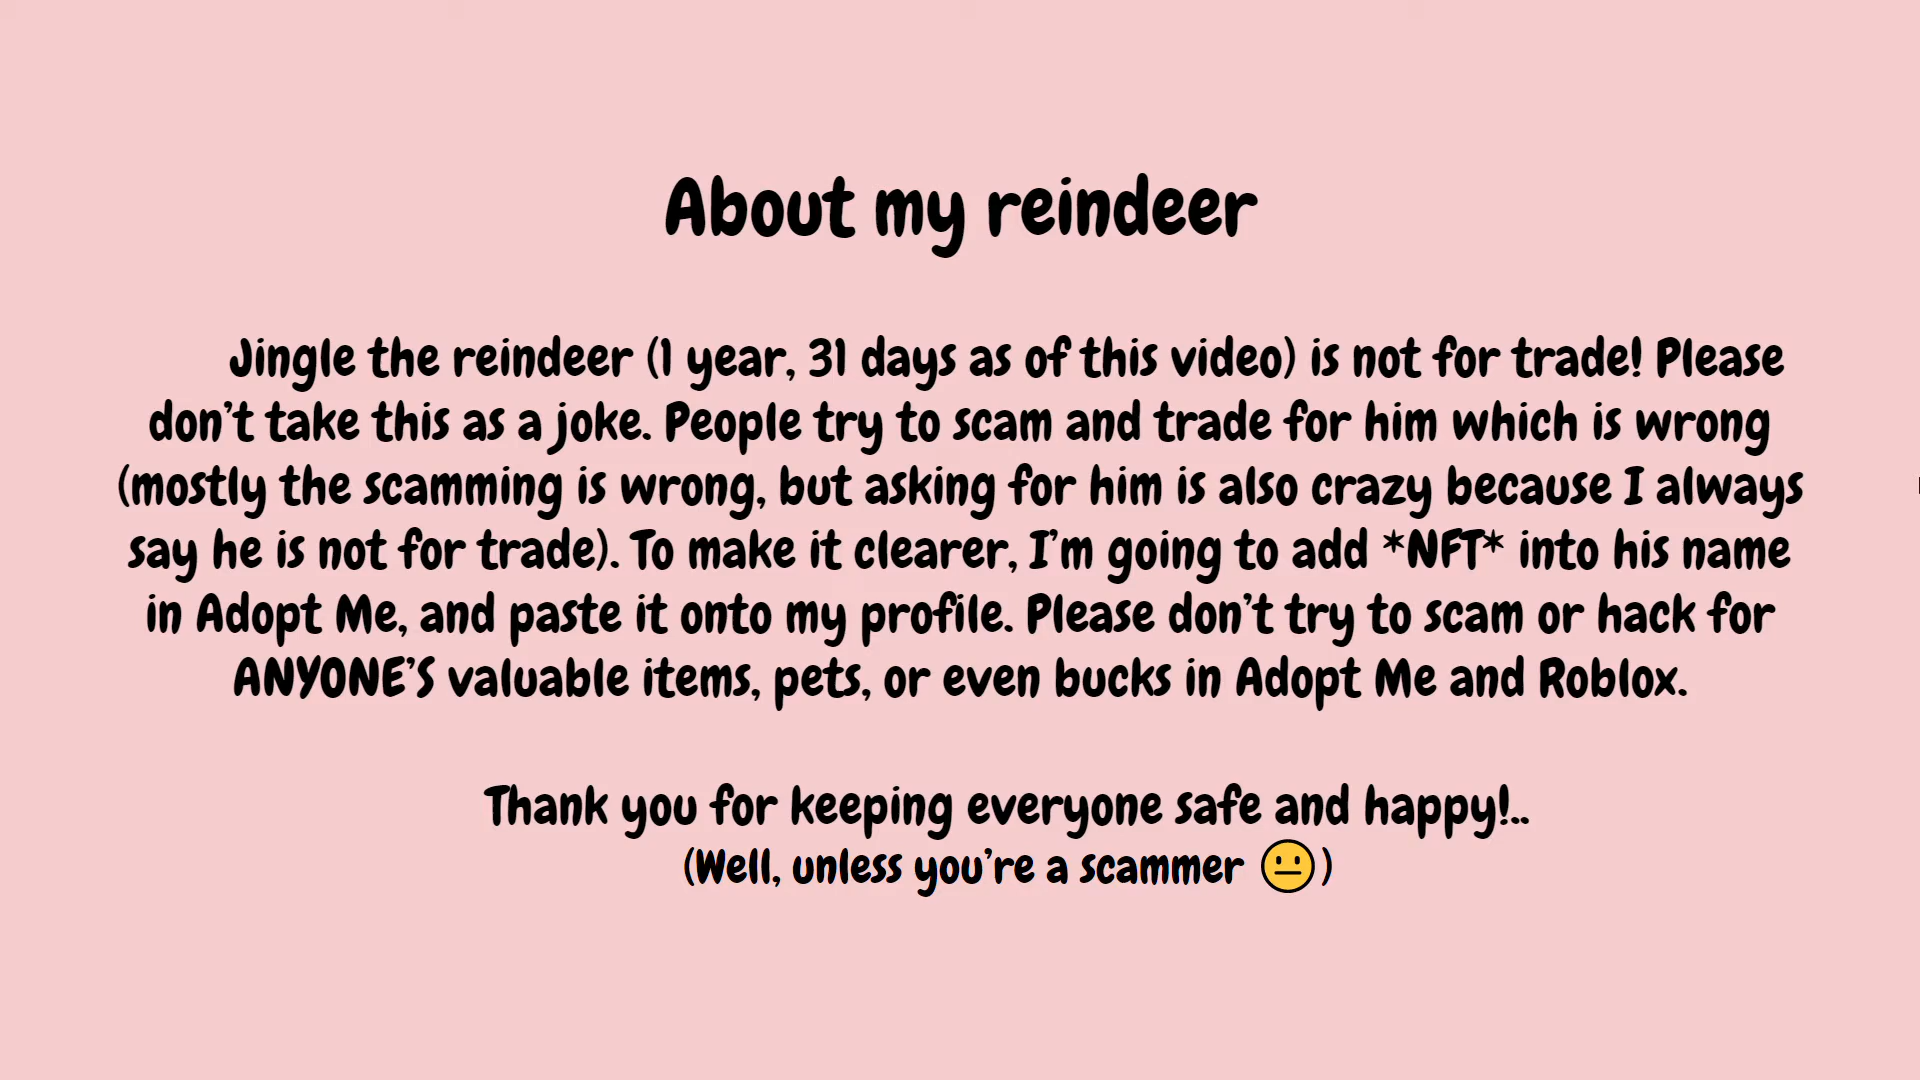 About my reindeer
Jingle the reindeer (1 year, 31 days as of this video) is not for trade! Please
don't take this as a joke. People try to scam and trade for him which is wrong
(mostly the scamming is wrong, but asking for him is also crazy because I always
say he is not for trade). To make it clearer, I'm going to add *NFT* into his name
in Adopt Me, and paste it onto my profile. Please don't try to scam or hack for
ANYONE'S valuable items, pets, or even bucks in Adopt Me and Roblox.
Thank you for keeping everyone safe and happy!..
(Well, unless you're a scammer 😐)